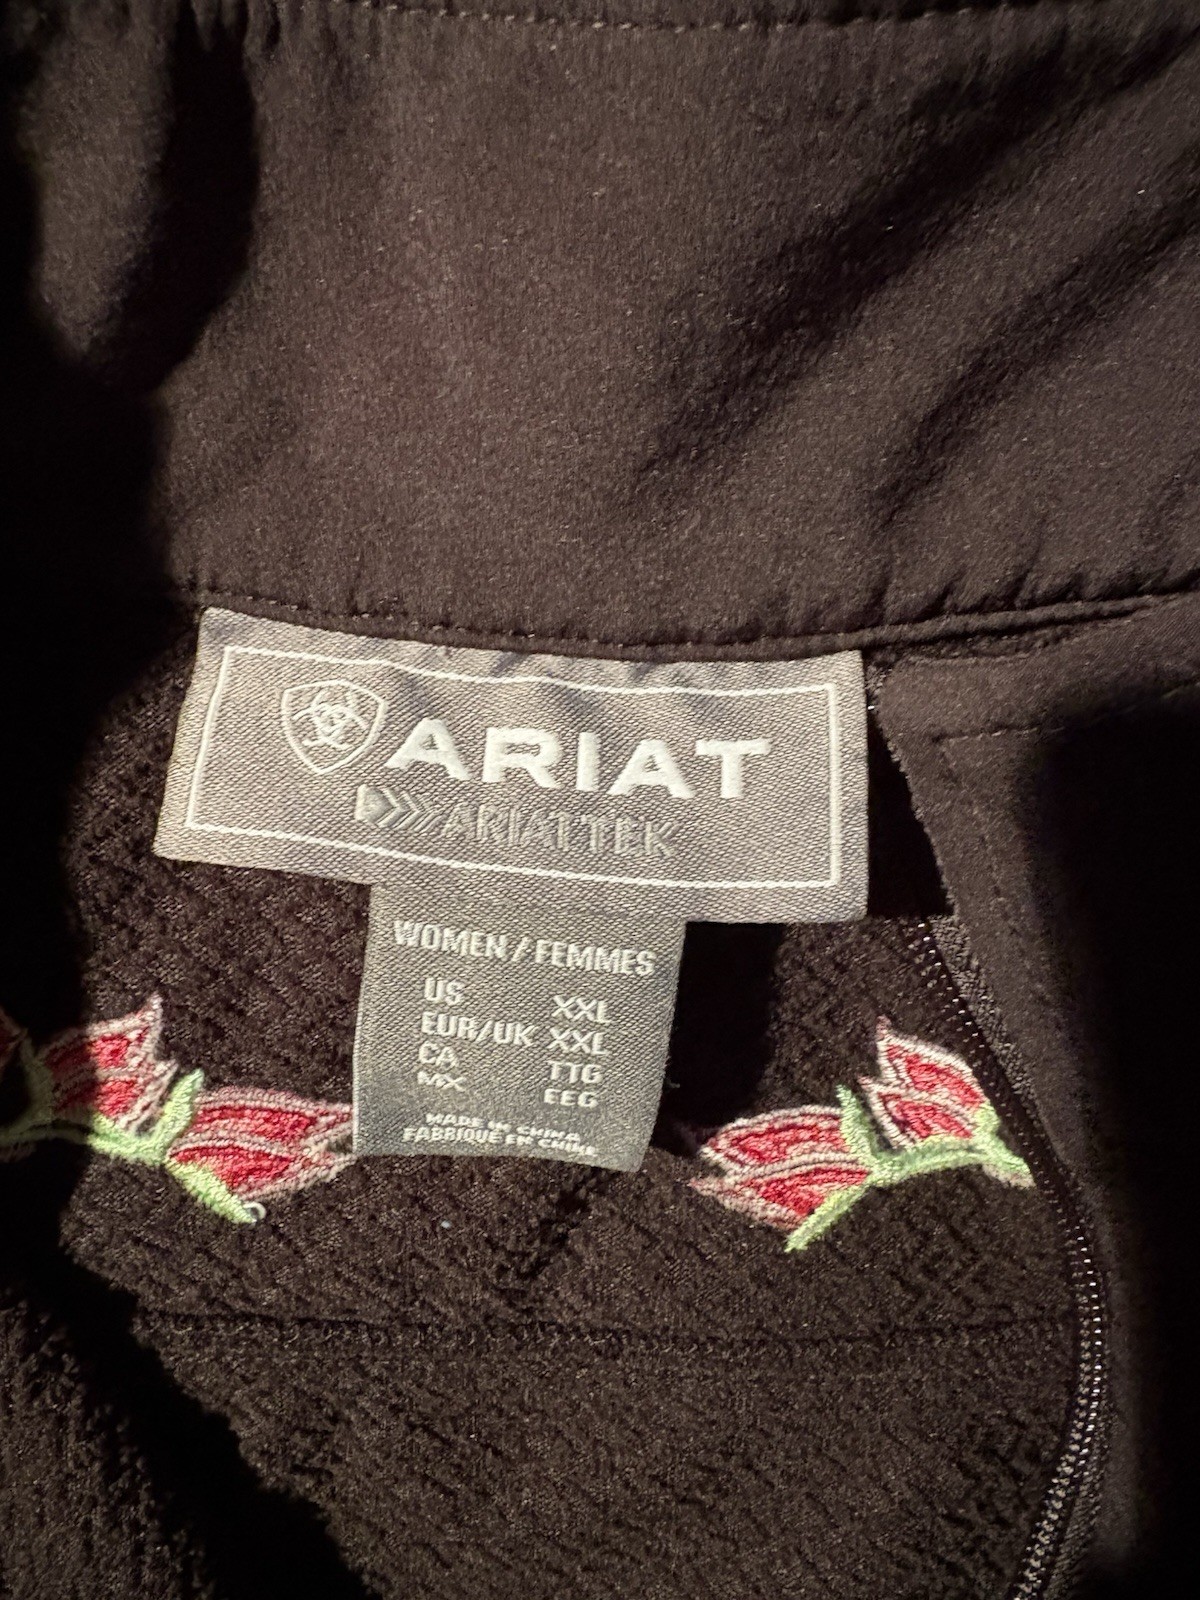 ARIAT
ARIATTEK
WOMEN / FEMMES
US XXL
EUR/UK XXL
CA TTG
MX EEG
MADE IN CHINA
FABRIQUÉ EN CHINE